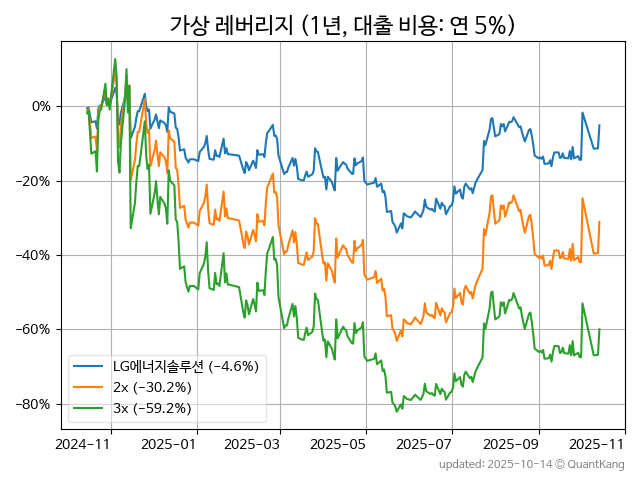 가상 레버리지 (1년, 대출 비용: 연 5%)
0%
−20%
−40%
−60%
−80%
LG에너지솔루션 (−4.6%)
2x (−30.2%)
3x (−59.2%)
2024-11 2025-01 2025-03 2025-05 2025-07 2025-09 2025-11
updated: 2025-10-14 © QuantKang